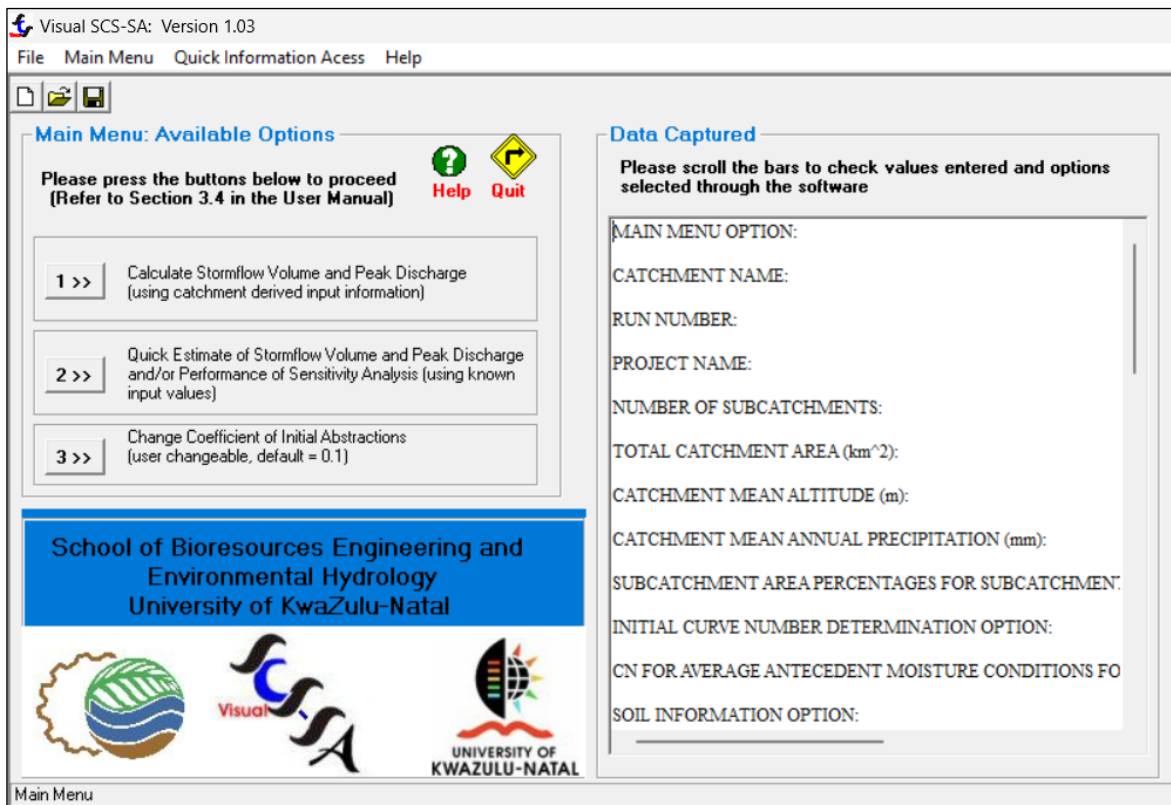 Visual SCS-SA: Version 1.03
File Main Menu Quick Information Acess Help
Main Menu: Available Options
Please press the buttons below to proceed
(Refer to Section 3.4 in the User Manual)
Help Quit
1 >> Calculate Stormflow Volume and Peak Discharge
(using catchment derived input information)
2 >> Quick Estimate of Stormflow Volume and Peak Discharge
and/or Performance of Sensitivity Analysis (using known
input values)
3 >> Change Coefficient of Initial Abstractions
(user changeable, default = 0.1)
School of Bioresources Engineering and
Environmental Hydrology
University of KwaZulu-Natal
Visual SCS-SA
UNIVERSITY OF
KWAZULU-NATAL
Data Captured
Please scroll the bars to check values entered and options
selected through the software
MAIN MENU OPTION:
CATCHMENT NAME:
RUN NUMBER:
PROJECT NAME:
NUMBER OF SUBCATCHMENTS:
TOTAL CATCHMENT AREA (km^2):
CATCHMENT MEAN ALTITUDE (m):
CATCHMENT MEAN ANNUAL PRECIPITATION (mm):
SUBCATCHMENT AREA PERCENTAGES FOR SUBCATCHMENT
INITIAL CURVE NUMBER DETERMINATION OPTION:
CN FOR AVERAGE ANTECEDENT MOISTURE CONDITIONS FO
SOIL INFORMATION OPTION:
Main Menu